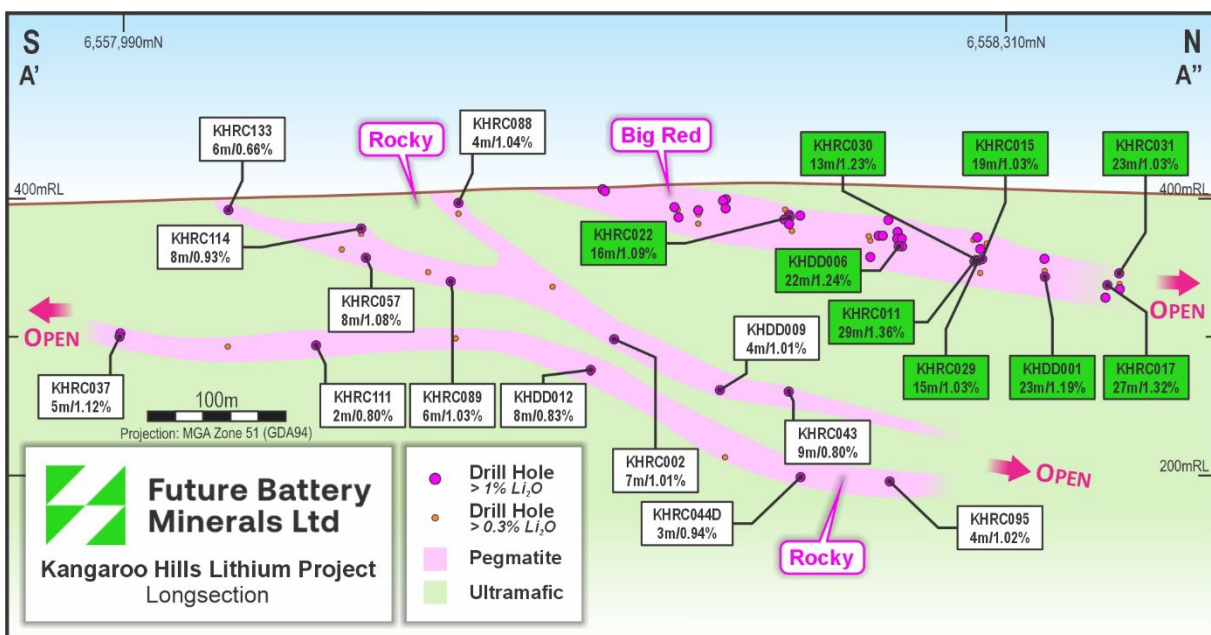 S
A'
6,557,990mN
6,558,310mN
N
A"
KHRC133
6m/0.66%
Rocky
KHRC088
4m/1.04%
Big Red
KHRC030
13m/1.23%
KHRC015
19m/1.03%
KHRC031
23m/1.03%
400mRL
400mRL
KHRC114
8m/0.93%
KHRC022
16m/1.09%
KHDD006
22m/1.24%
KHRC057
8m/1.08%
KHRC011
29m/1.36%
OPEN
OPEN
KHDD009
4m/1.01%
KHRC029
15m/1.03%
KHDD001
23m/1.19%
KHRC017
27m/1.32%
KHRC037
5m/1.12%
KHRC111
2m/0.80%
KHRC089
6m/1.03%
KHDD012
8m/0.83%
100m
Projection: MGA Zone 51 (GDA94)
KHRC002
7m/1.01%
KHRC043
9m/0.80%
OPEN
200mRL
KHRC044D
3m/0.94%
Rocky
KHRC095
4m/1.02%
Future Battery
Minerals Ltd
Kangaroo Hills Lithium Project
Longsection
Drill Hole
> 1% Li₂O
Drill Hole
> 0.3% Li₂O
Pegmatite
Ultramafic